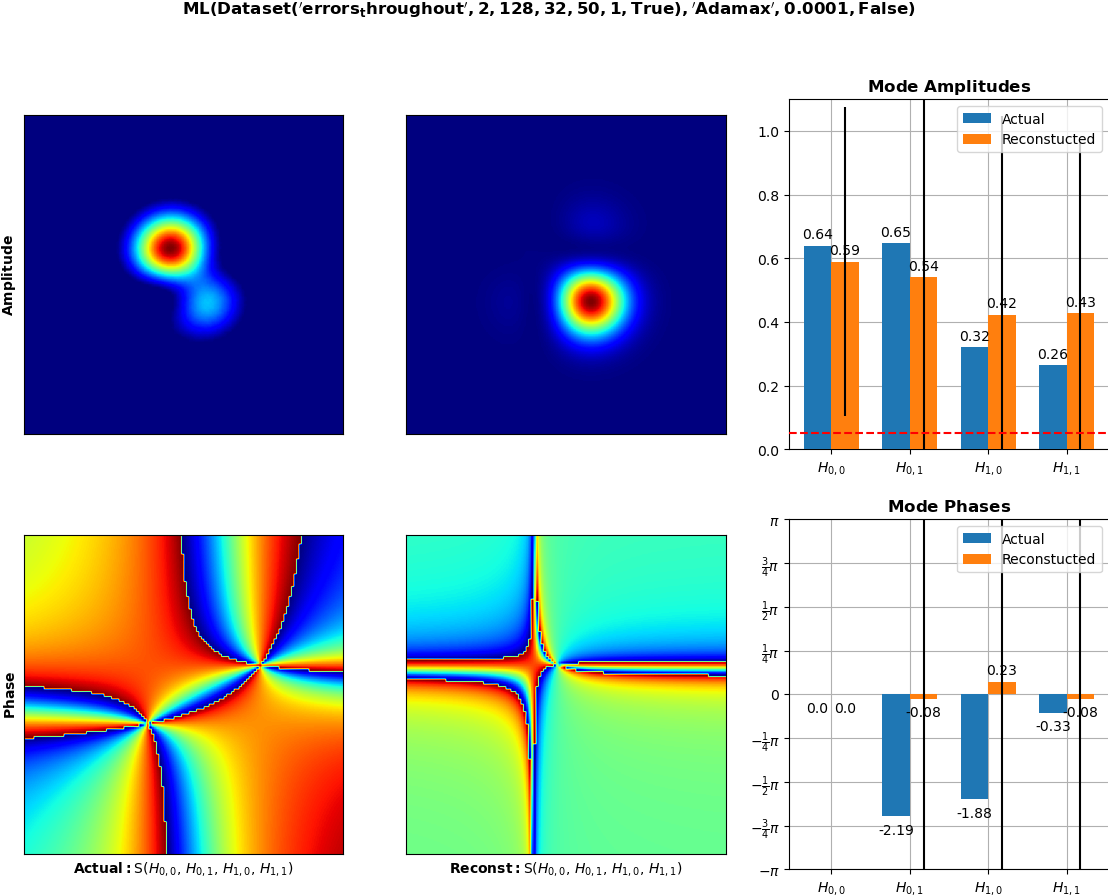 ML(Dataset('errors_throughout', 2, 128, 32, 50, 1, True), 'Adamax', 0.0001, False)
Amplitude
Mode Amplitudes
Actual
Reconstucted
1.0
0.8
0.6
0.4
0.2
0.0
0.64
0.59
0.65
0.54
0.32
0.42
0.26
0.43
H0,0
H0,1
H1,0
H1,1
Phase
Actual: S(H0,0, H0,1, H1,0, H1,1)
Reconst: S(H0,0, H0,1, H1,0, H1,1)
Mode Phases
Actual
Reconstucted
π
3/4π
1/2π
1/4π
0
−1/4π
−1/2π
−3/4π
−π
0.0
0.0
-2.19
-0.08
-1.88
0.23
-0.33
-0.08
H0,0
H0,1
H1,0
H1,1